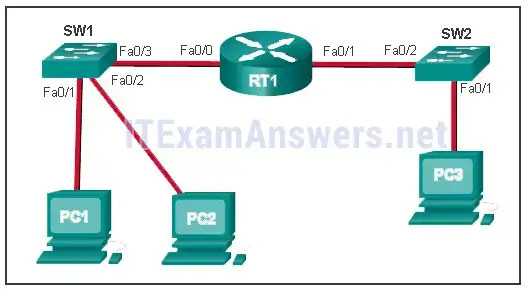 SW1
SW2
Fa0/3
Fa0/0
Fa0/1
Fa0/2
Fa0/2
Fa0/1
RT1
Fa0/1
ITExamAnswers.net
PC1
PC2
PC3